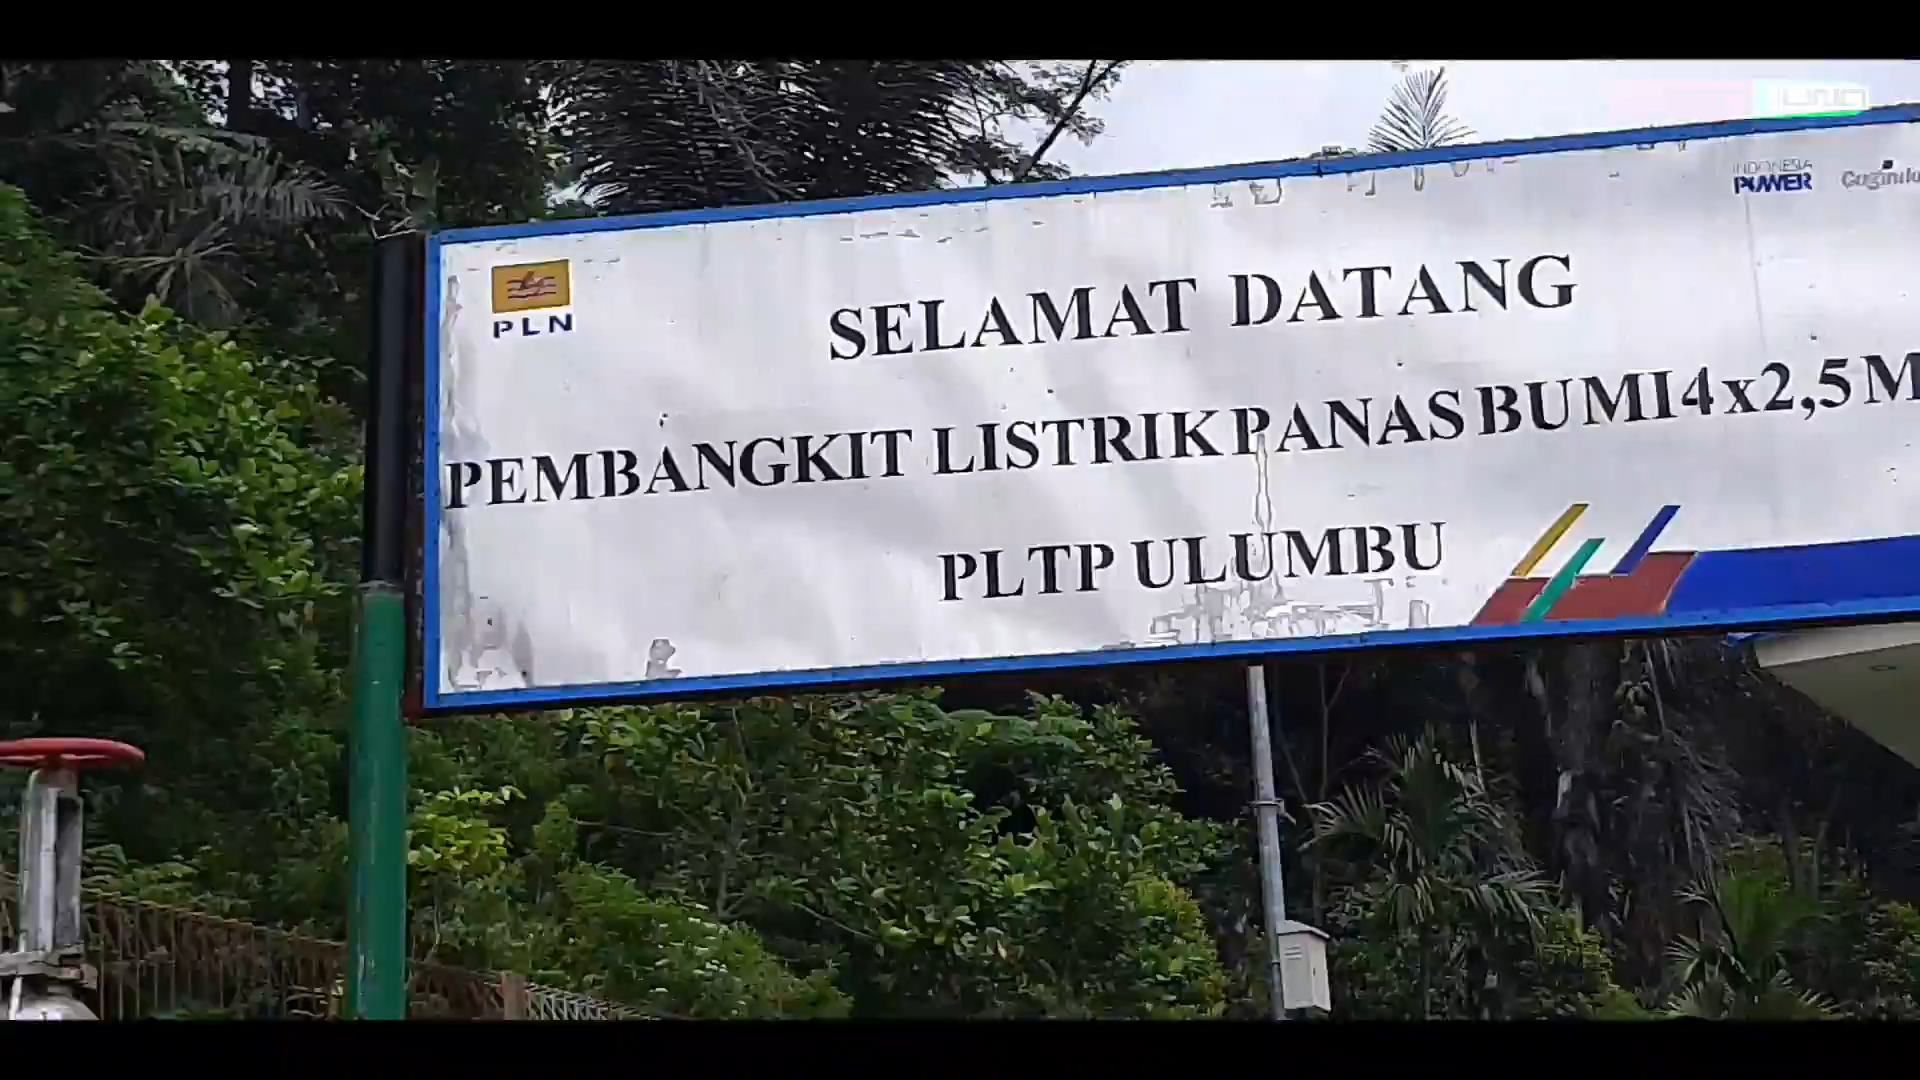 INDONESIA
POWER
PLN
SELAMAT DATANG
PEMBANGKIT LISTRIK PANAS BUMI 4x2,5 M
PLTP ULUMBU